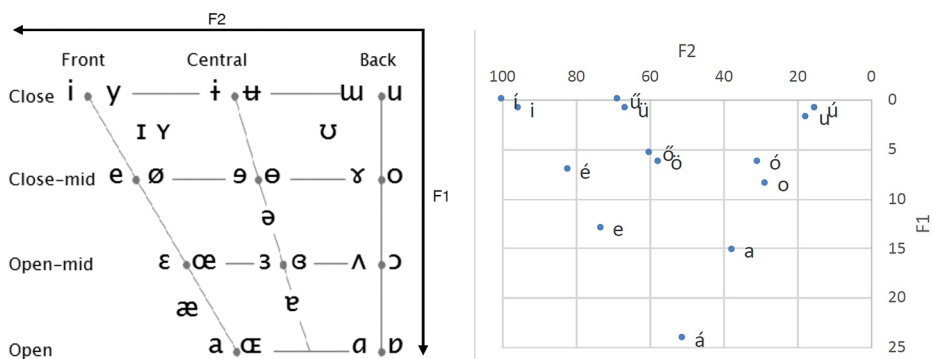 F2
Front Central Back
Close i y ɨ ʉ ɯ u
ɪ ʏ ʊ
Close-mid e ø ɘ ɵ ɤ o
F1
ə
Open-mid ɛ œ ɜ ɞ ʌ ɔ
æ ɐ
Open a ɶ ɑ ɒ
F2
100 80 60 40 20 0
0
í i ű ü u ú
5
ő ö ó
é o
10
F1
e
15
a
20
á
25